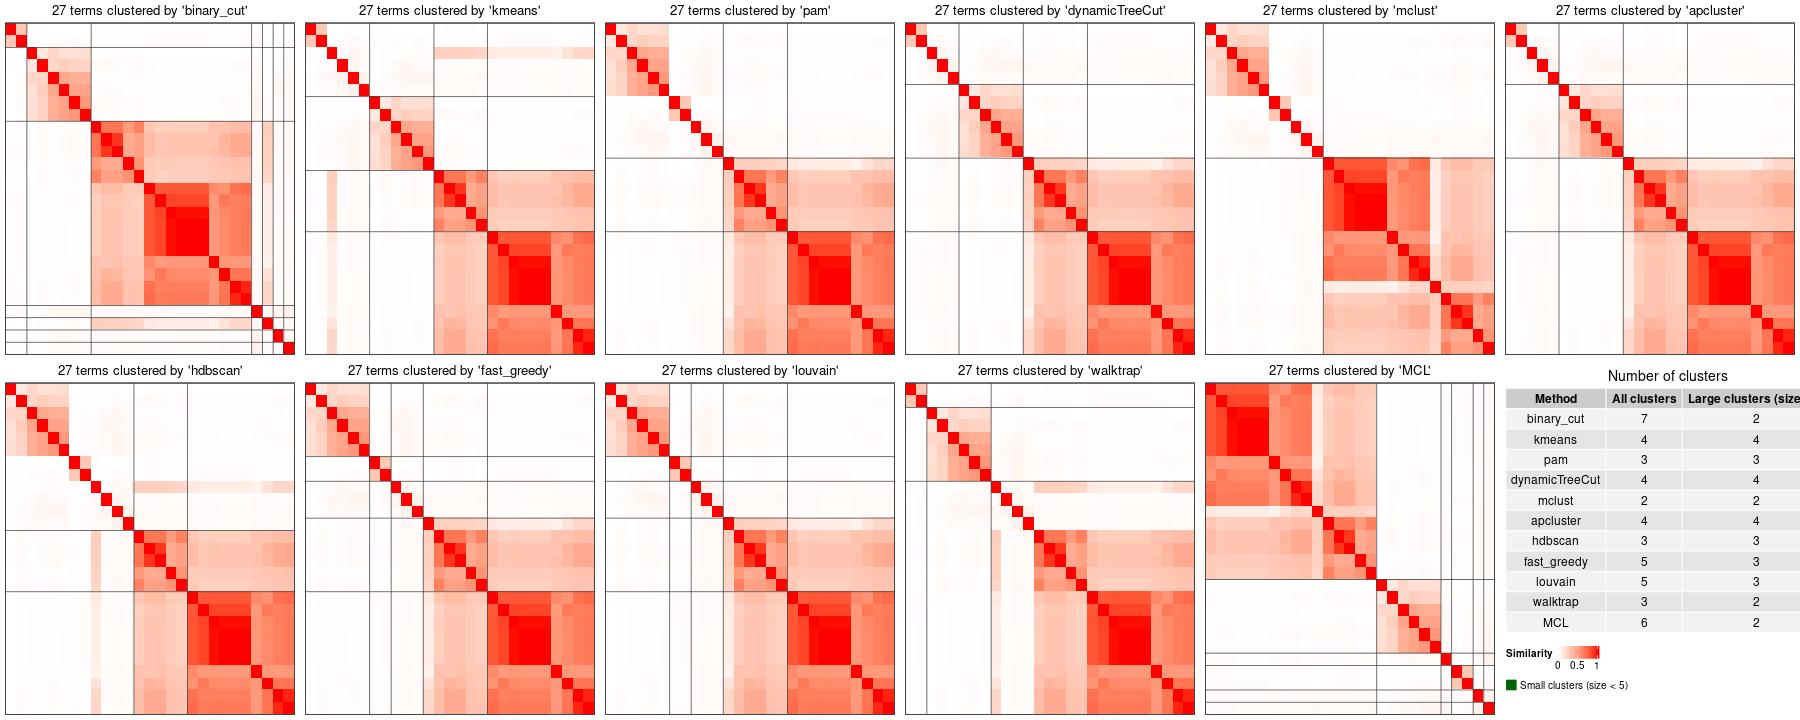 27 terms clustered by 'binary_cut'
27 terms clustered by 'kmeans'
27 terms clustered by 'pam'
27 terms clustered by 'dynamicTreeCut'
27 terms clustered by 'mclust'
27 terms clustered by 'apcluster'
27 terms clustered by 'hdbscan'
27 terms clustered by 'fast_greedy'
27 terms clustered by 'louvain'
27 terms clustered by 'walktrap'
27 terms clustered by 'MCL'
Number of clusters
Method All clusters Large clusters (size
binary_cut 7 2
kmeans 4 4
pam 3 3
dynamicTreeCut 4 4
mclust 2 2
apcluster 4 4
hdbscan 3 3
fast_greedy 5 3
louvain 5 3
walktrap 3 2
MCL 6 2
Similarity
0 0.5 1
Small clusters (size < 5)